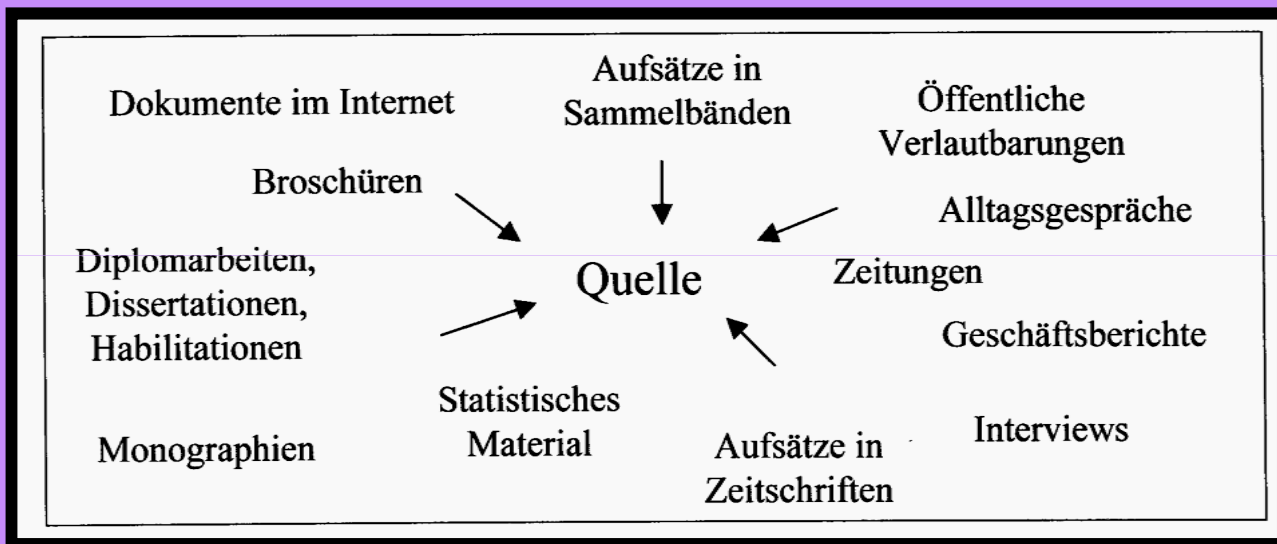 Dokumente im Internet
Aufsätze in
Sammelbänden
Öffentliche
Verlautbarungen
Broschüren
Alltagsgespräche
Diplomarbeiten,
Dissertationen,
Habilitationen
Quelle
Zeitungen
Geschäftsberichte
Statistisches
Material
Monographien
Aufsätze in
Zeitschriften
Interviews